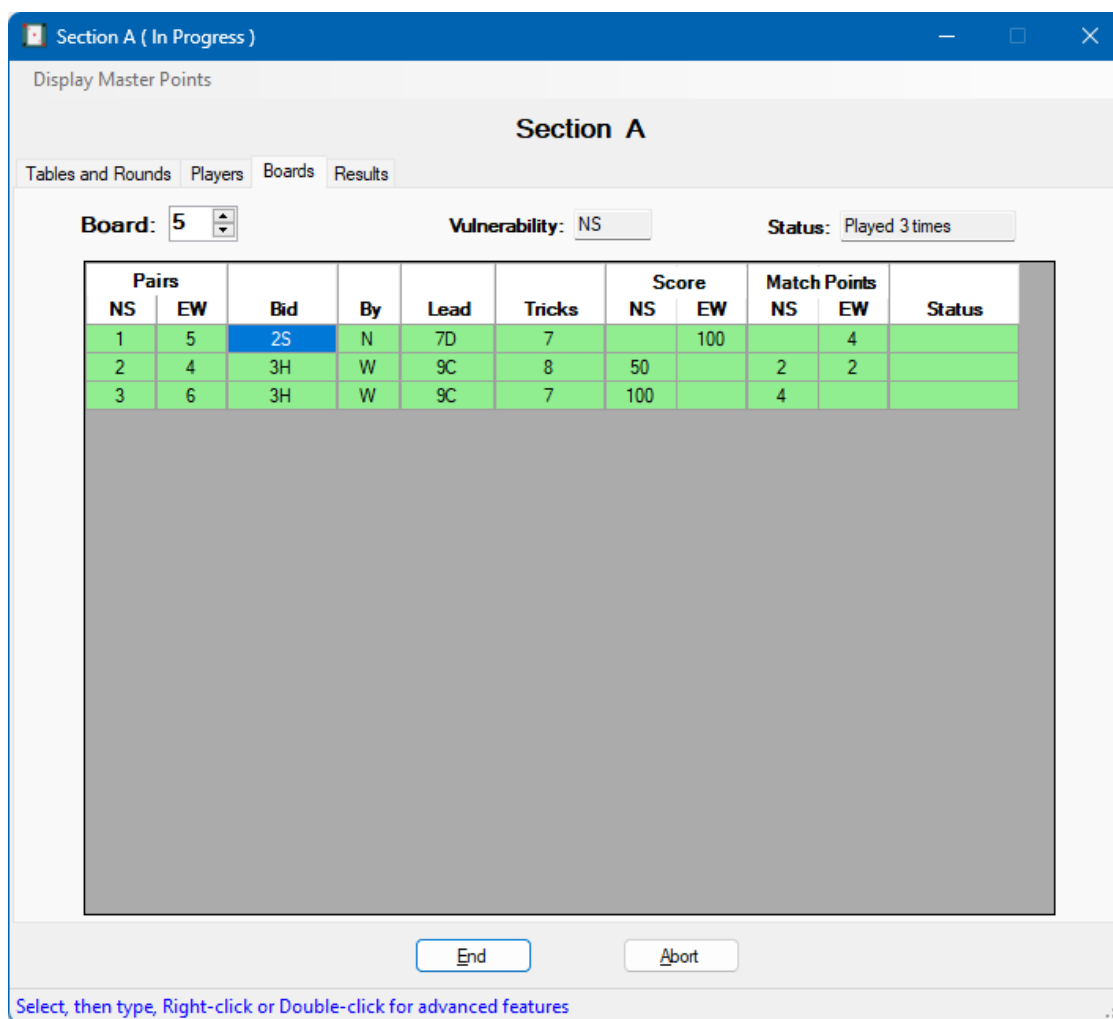 Section A ( In Progress )
Display Master Points
Section A
Tables and Rounds Players Boards Results
Board: 5 Vulnerability: NS Status: Played 3 times
Pairs Score Match Points
NS EW Bid By Lead Tricks NS EW NS EW Status
1 5 2S N 7D 7 100 4
2 4 3H W 9C 8 50 2 2
3 6 3H W 9C 7 100 4
End Abort
Select, then type, Right-click or Double-click for advanced features